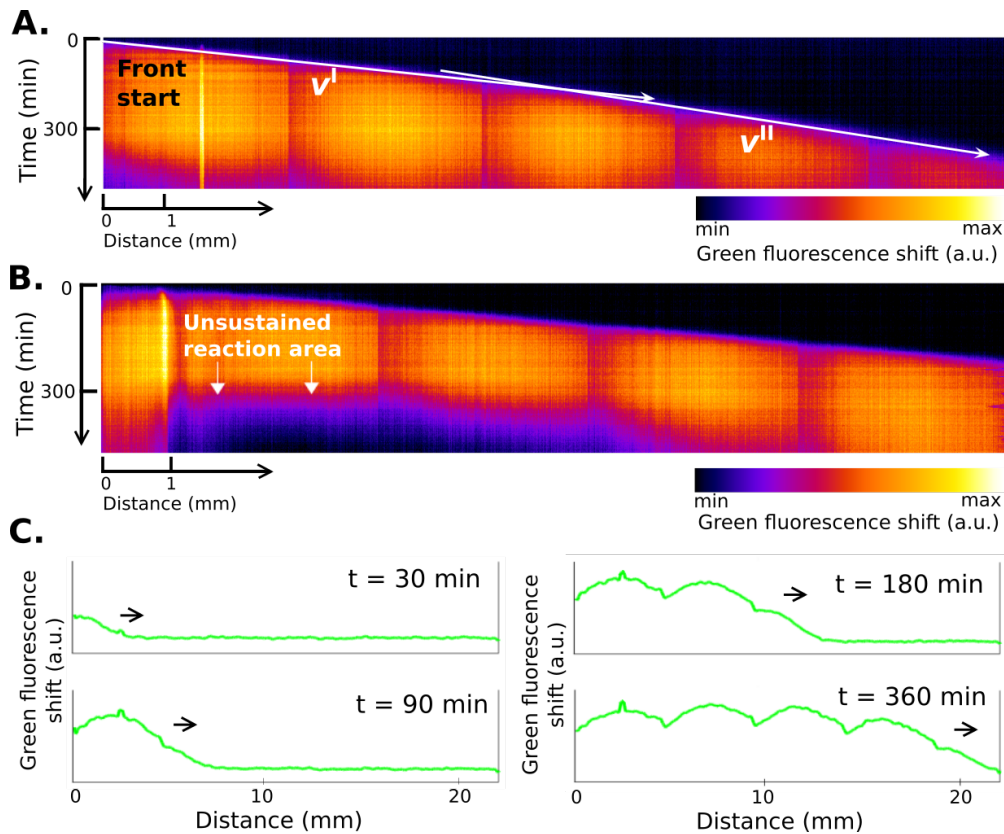 A.
0
300
Time (min)
Front
start
v^I
v^II
0
1
Distance (mm)
min
max
Green fluorescence shift (a.u.)
B.
0
300
Time (min)
Unsustained
reaction area
0
1
Distance (mm)
min
max
Green fluorescence shift (a.u.)
C.
Green fluorescence
shift (a.u.)
t = 30 min
t = 90 min
0
10
20
Distance (mm)
Green fluorescence
shift (a.u.)
t = 180 min
t = 360 min
0
10
20
Distance (mm)